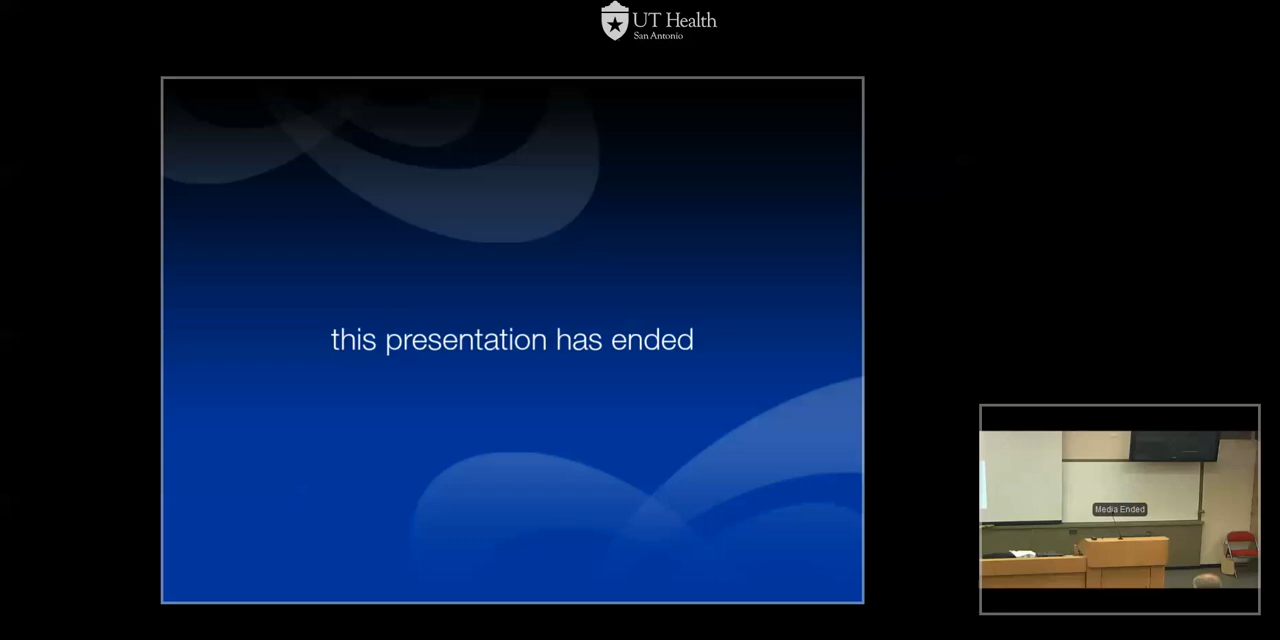 UT Health
San Antonio
this presentation has ended
Media Ended